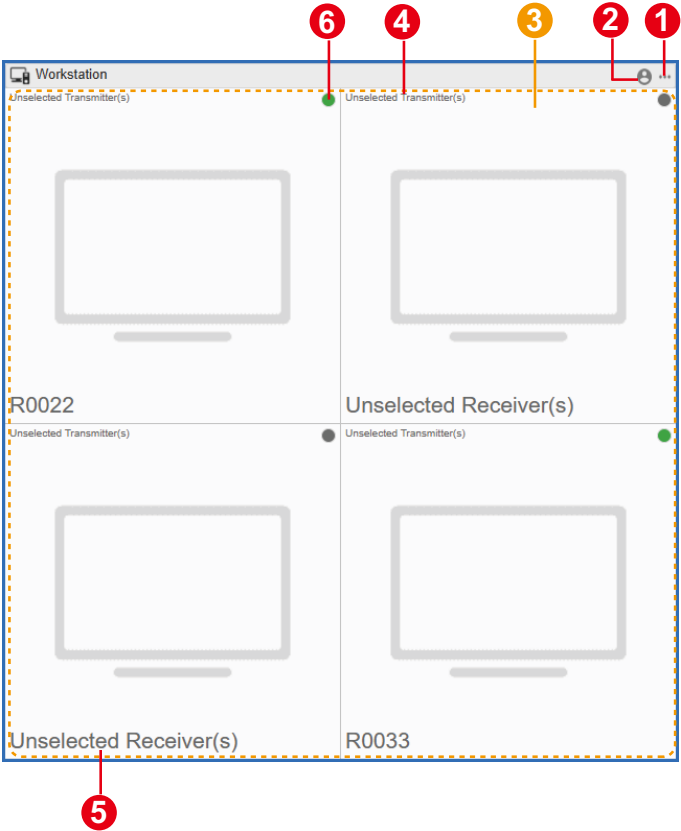 6 4 3 2 1
Workstation
Unselected Transmitter(s) Unselected Transmitter(s)
R0022 Unselected Receiver(s)
Unselected Transmitter(s) Unselected Transmitter(s)
Unselected Receiver(s) R0033
5